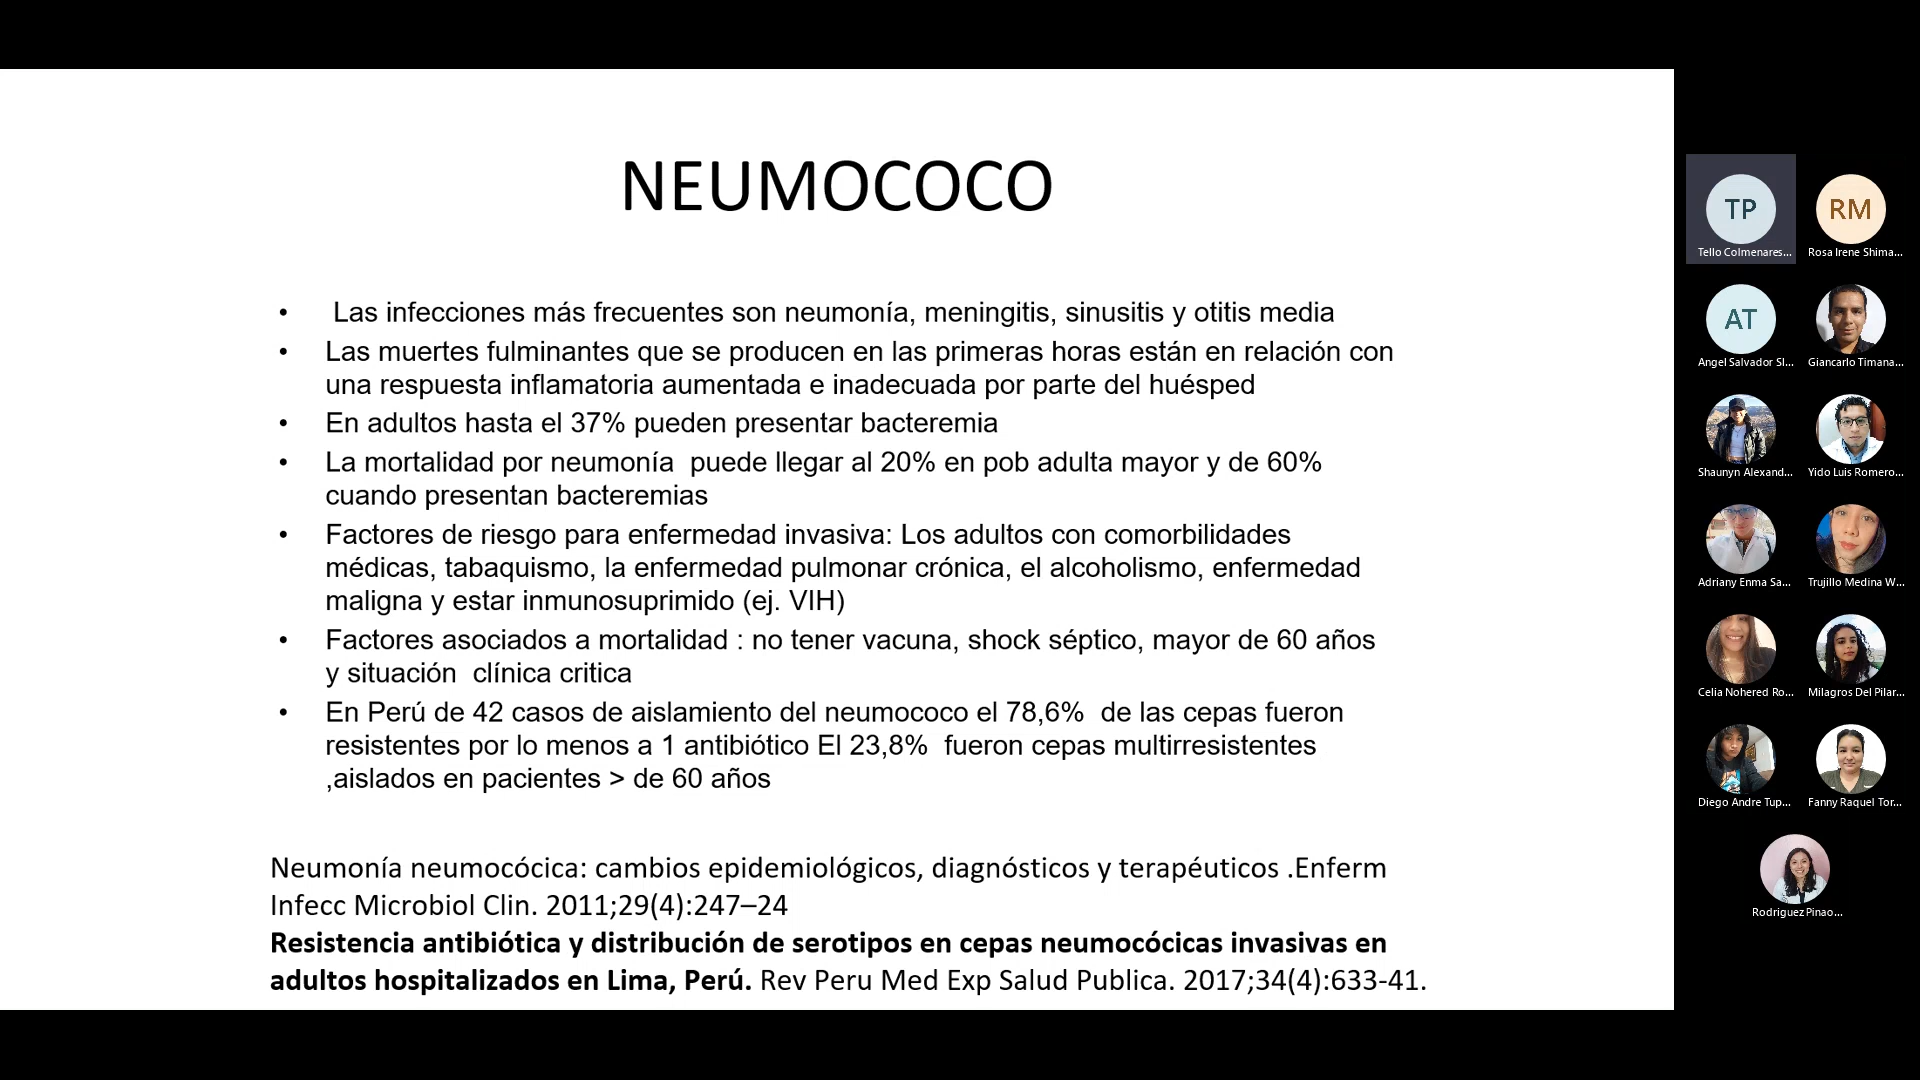 NEUMOCOCO
• Las infecciones más frecuentes son neumonía, meningitis, sinusitis y otitis media
• Las muertes fulminantes que se producen en las primeras horas están en relación con
una respuesta inflamatoria aumentada e inadecuada por parte del huésped
• En adultos hasta el 37% pueden presentar bacteremia
• La mortalidad por neumonía puede llegar al 20% en pob adulta mayor y de 60%
cuando presentan bacteremias
• Factores de riesgo para enfermedad invasiva: Los adultos con comorbilidades
médicas, tabaquismo, la enfermedad pulmonar crónica, el alcoholismo, enfermedad
maligna y estar inmunosuprimido (ej. VIH)
• Factores asociados a mortalidad : no tener vacuna, shock séptico, mayor de 60 años
y situación clínica critica
• En Perú de 42 casos de aislamiento del neumococo el 78,6% de las cepas fueron
resistentes por lo menos a 1 antibiótico El 23,8% fueron cepas multirresistentes
,aislados en pacientes > de 60 años
Neumonía neumocócica: cambios epidemiológicos, diagnósticos y terapéuticos .Enferm
Infecc Microbiol Clin. 2011;29(4):247–24
Resistencia antibiótica y distribución de serotipos en cepas neumocócicas invasivas en
adultos hospitalizados en Lima, Perú. Rev Peru Med Exp Salud Publica. 2017;34(4):633-41.
TP
Tello Colmenares...
RM
Rosa Irene Shima...
AT
Angel Salvador Sl...
Giancarlo Timana...
Shaunyn Alexand...
Yido Luis Romero...
Adriany Enma Sa...
Trujillo Medina W...
Celia Nohered Ro...
Milagros Del Pilar...
Diego Andre Tup...
Fanny Raquel Tor...
Rodriguez Pinao...